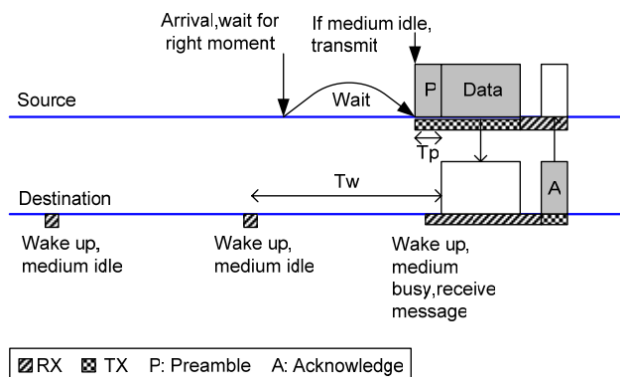 Arrival,wait for
right moment
If medium idle,
transmit
P
Data
Source
Wait
Tp
Tw
A
Destination
Wake up,
medium idle
Wake up,
medium idle
Wake up,
medium
busy,receive
message
RX TX P: Preamble A: Acknowledge